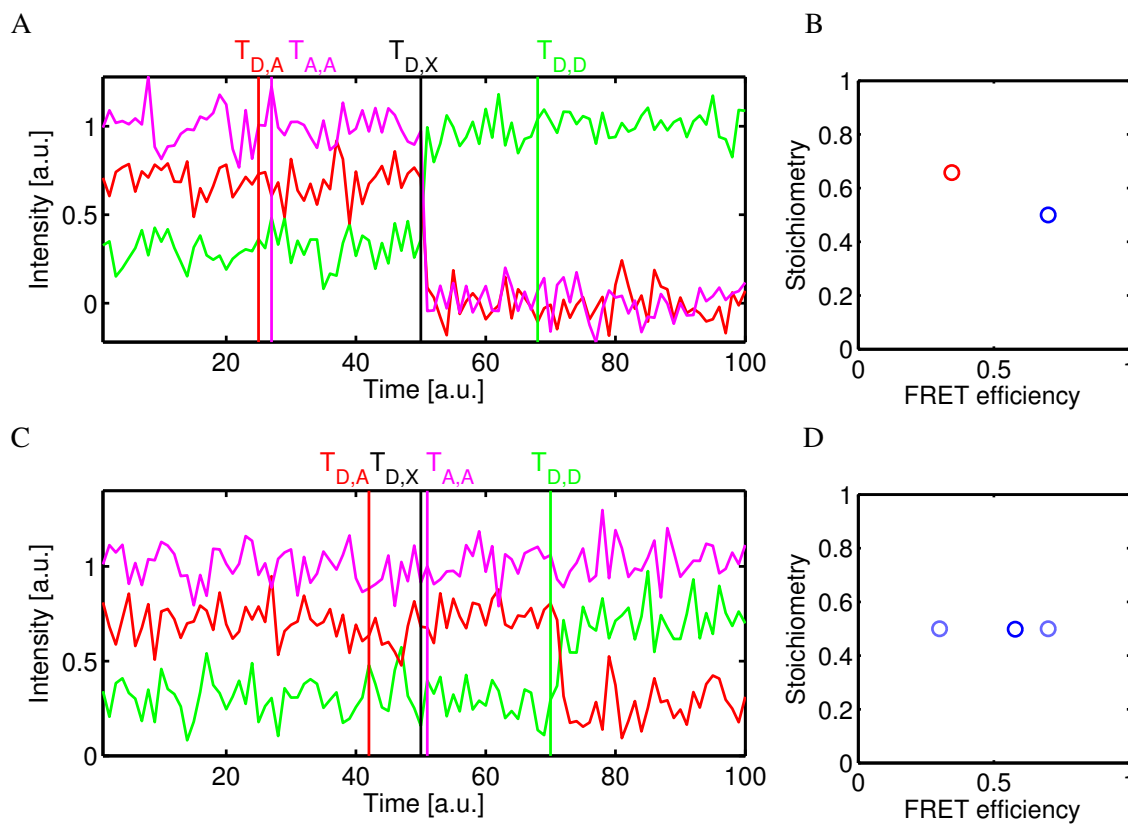 A
T_D,A T_A,A T_D,X T_D,D
Intensity [a.u.]
1
0.5
0
20 40 60 80 100
Time [a.u.]
B
Stoichiometry
1
0.8
0.6
0.4
0.2
0
0 0.5 1
FRET efficiency
C
T_D,A T_D,X T_A,A T_D,D
Intensity [a.u.]
1
0.5
0
20 40 60 80 100
Time [a.u.]
D
Stoichiometry
1
0.8
0.6
0.4
0.2
0
0 0.5 1
FRET efficiency